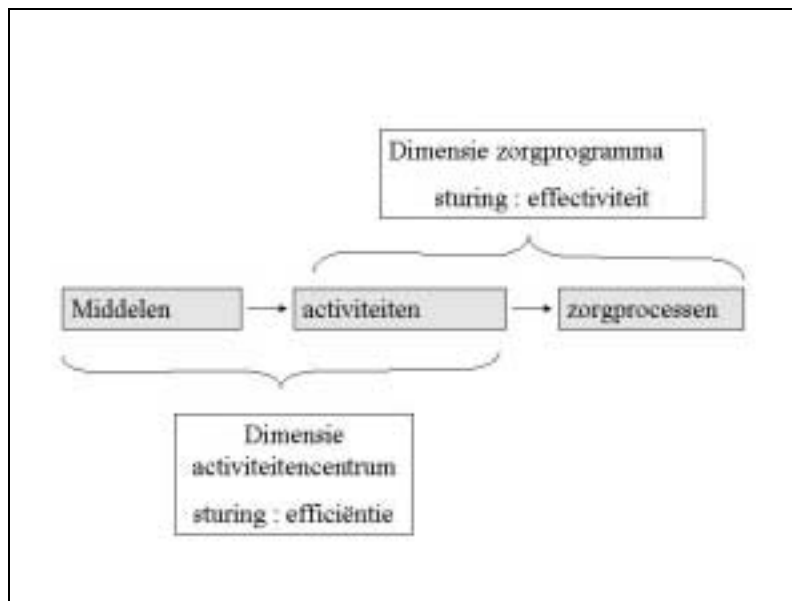 Dimensie zorgprogramma
sturing : effectiviteit
Middelen
activiteiten
zorgprocessen
Dimensie
activiteitencentrum
sturing : efficiëntie